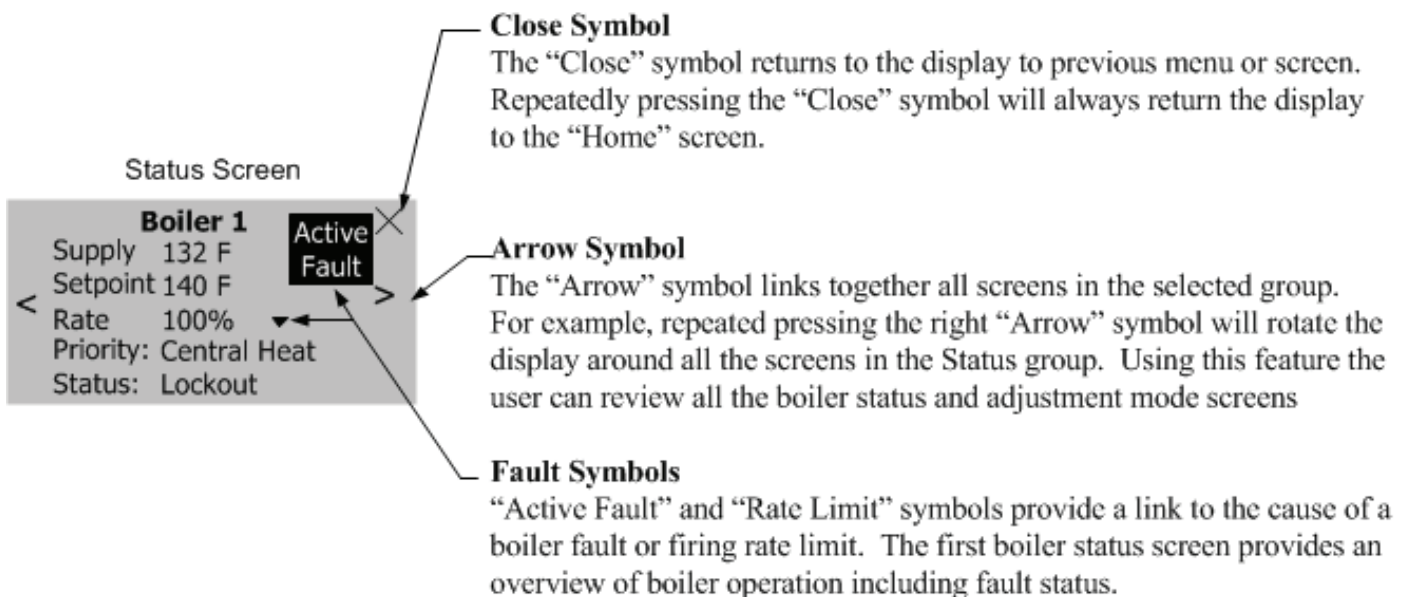 Close Symbol
The “Close” symbol returns to the display to previous menu or screen.
Repeatedly pressing the “Close” symbol will always return the display
to the “Home” screen.
Status Screen
Boiler 1
Active
Fault
Supply 132 F
Setpoint 140 F
< >
Rate 100%
Priority: Central Heat
Status: Lockout
Arrow Symbol
The “Arrow” symbol links together all screens in the selected group.
For example, repeated pressing the right “Arrow” symbol will rotate the
display around all the screens in the Status group. Using this feature the
user can review all the boiler status and adjustment mode screens
Fault Symbols
“Active Fault” and “Rate Limit” symbols provide a link to the cause of a
boiler fault or firing rate limit. The first boiler status screen provides an
overview of boiler operation including fault status.